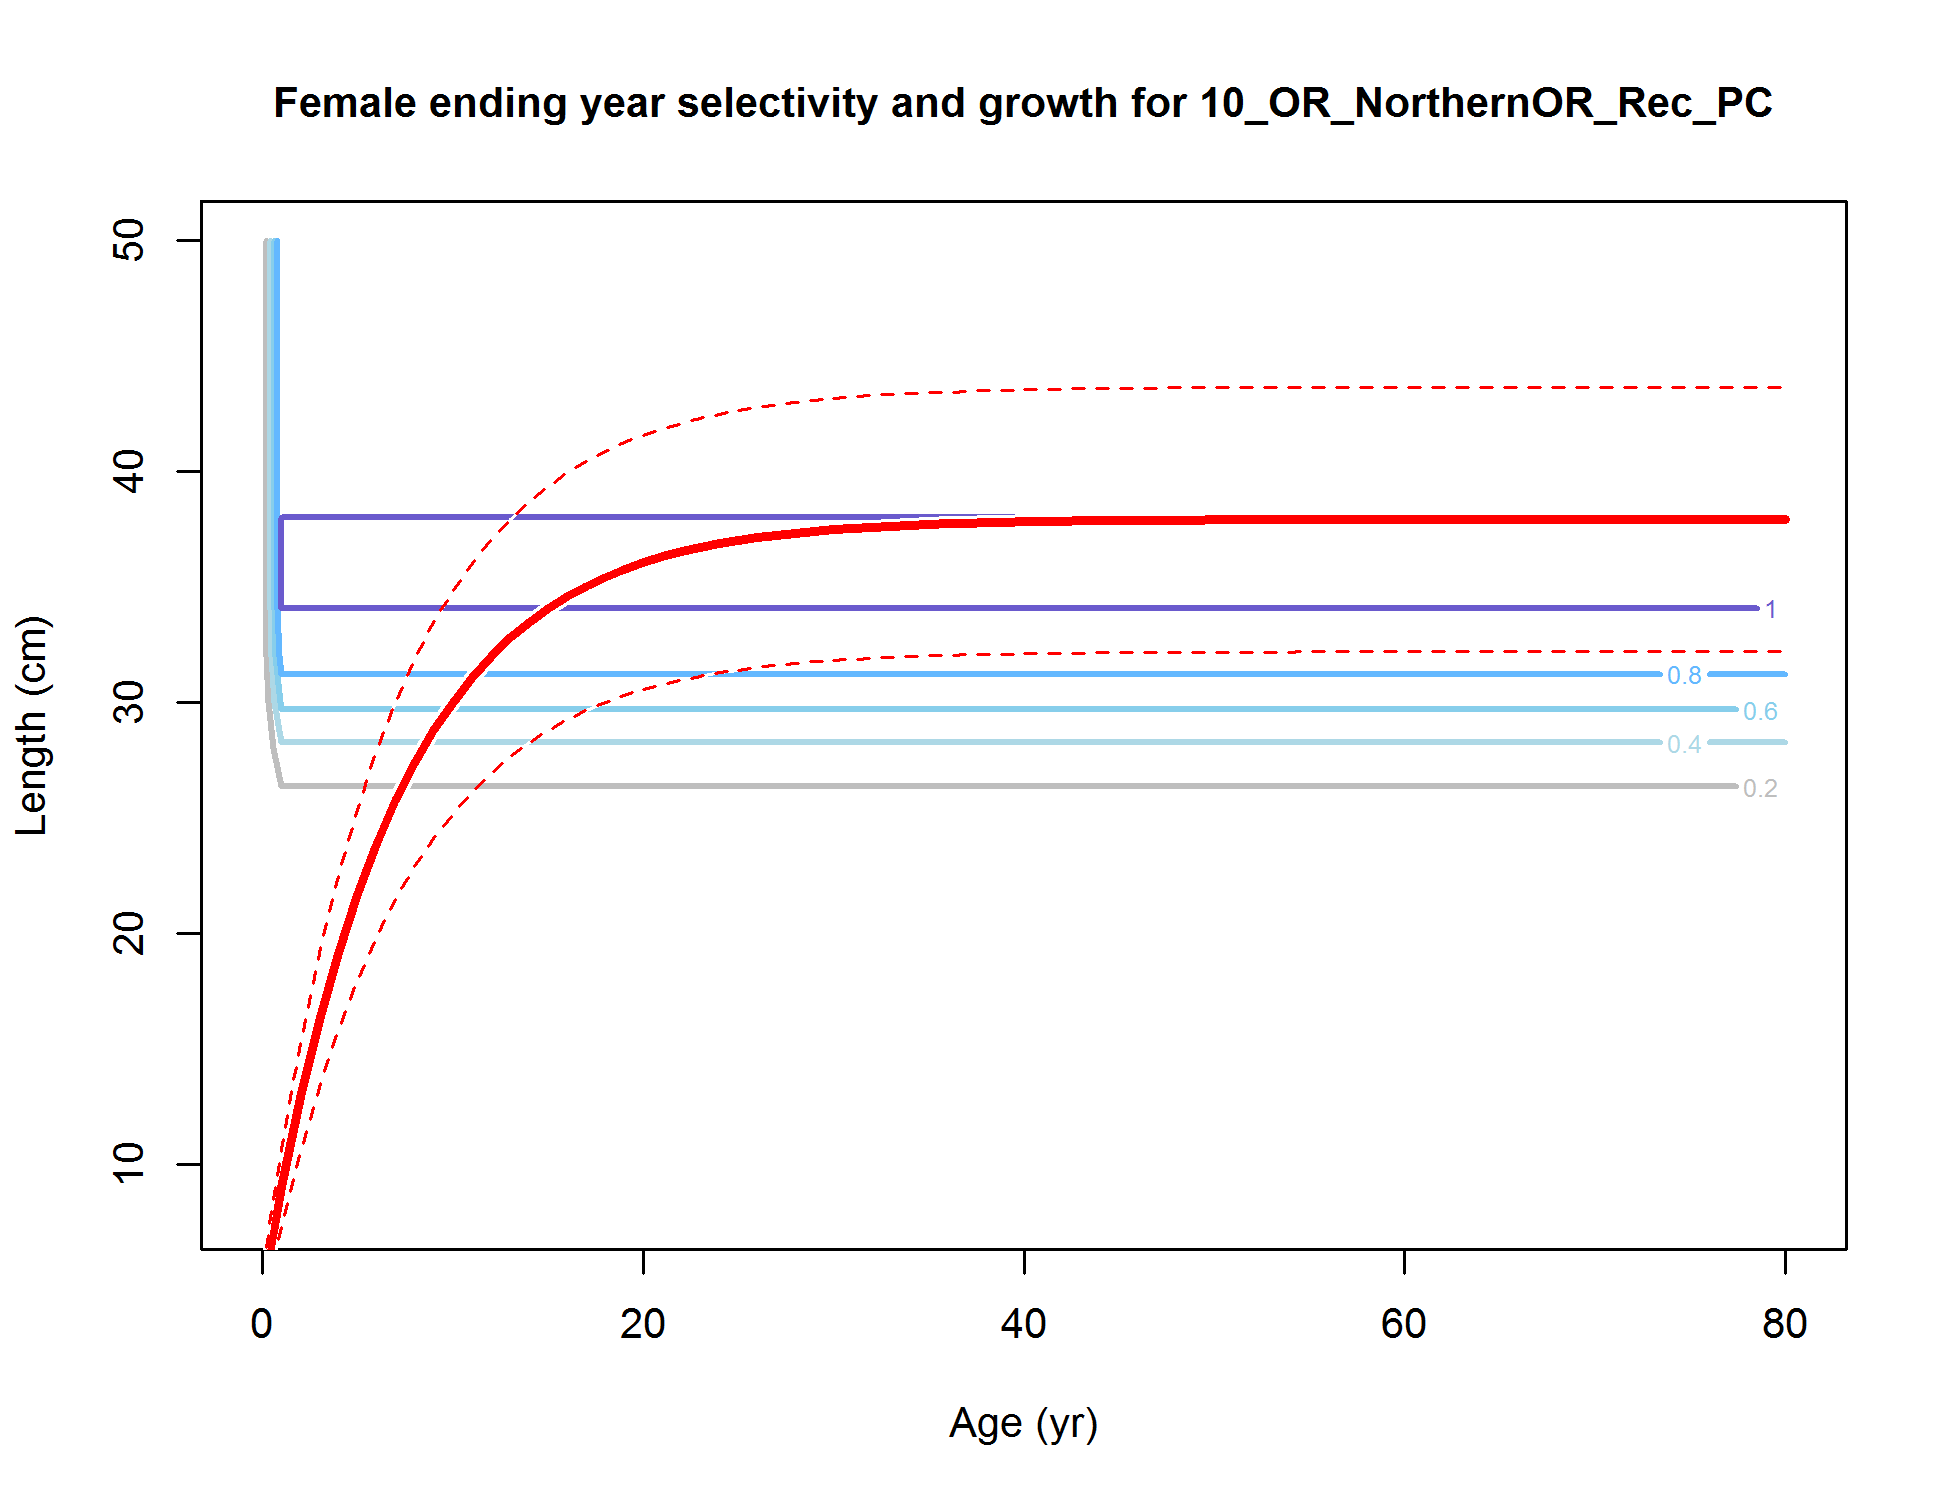 Female ending year selectivity and growth for 10_OR_NorthernOR_Rec_PC
50
40
30
20
10
Length (cm)
1
0.8
0.6
0.4
0.2
0 20 40 60 80
Age (yr)